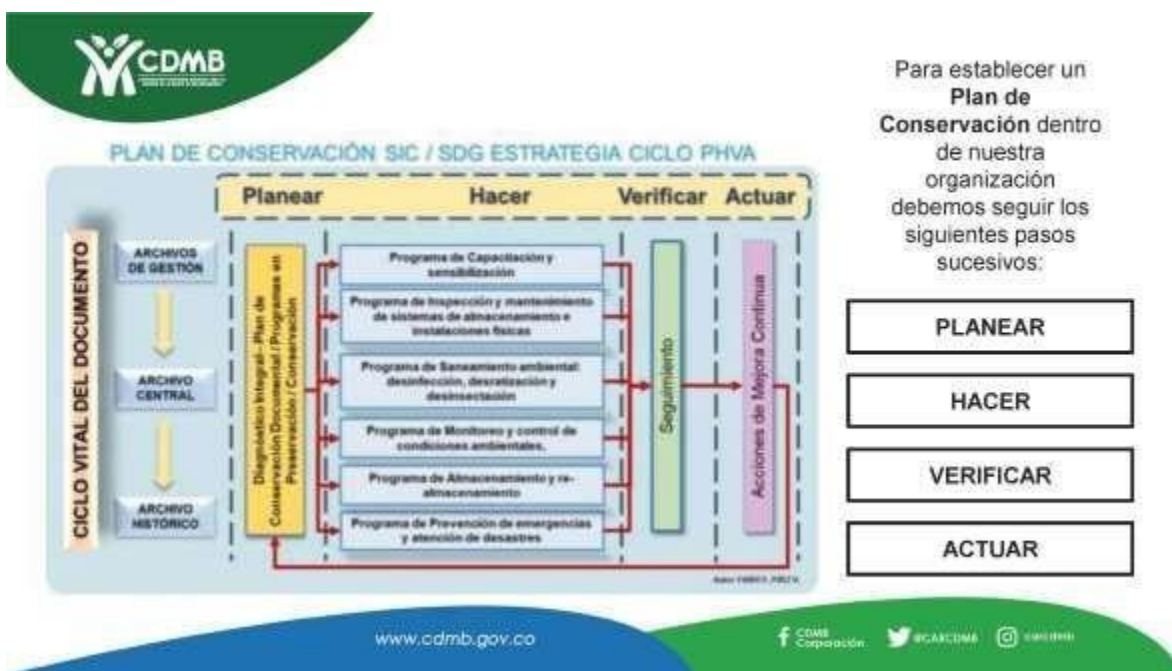 CDMB
PLAN DE CONSERVACIÓN SIC / SDG ESTRATEGIA CICLO PHVA
Planear
Hacer
Verificar
Actuar
CICLO VITAL DEL DOCUMENTO
ARCHIVOS
DE GESTIÓN
ARCHIVO
CENTRAL
ARCHIVO
HISTÓRICO
Diagnóstico Integral - Plan de
Conservación Documental / Programas en
Preservación / Conservación
Programa de Capacitación y
sensibilización
Programa de Inspección y mantenimiento
de sistemas de almacenamiento e
instalaciones físicas
Programa de Saneamiento ambiental:
desinfección, desratización y
desinsectación
Programa de Monitoreo y control de
condiciones ambientales.
Programa de Almacenamiento y re-
almacenamiento
Programa de Prevención de emergencias
y atención de desastres
Seguimiento
Acciones de Mejora Continua
Para establecer un
Plan de
Conservación dentro
de nuestra
organización
debemos seguir los
siguientes pasos
sucesivos:
PLANEAR
HACER
VERIFICAR
ACTUAR
www.cdmb.gov.co
CDMB
Corporación
@CARCDMB
carcdmb